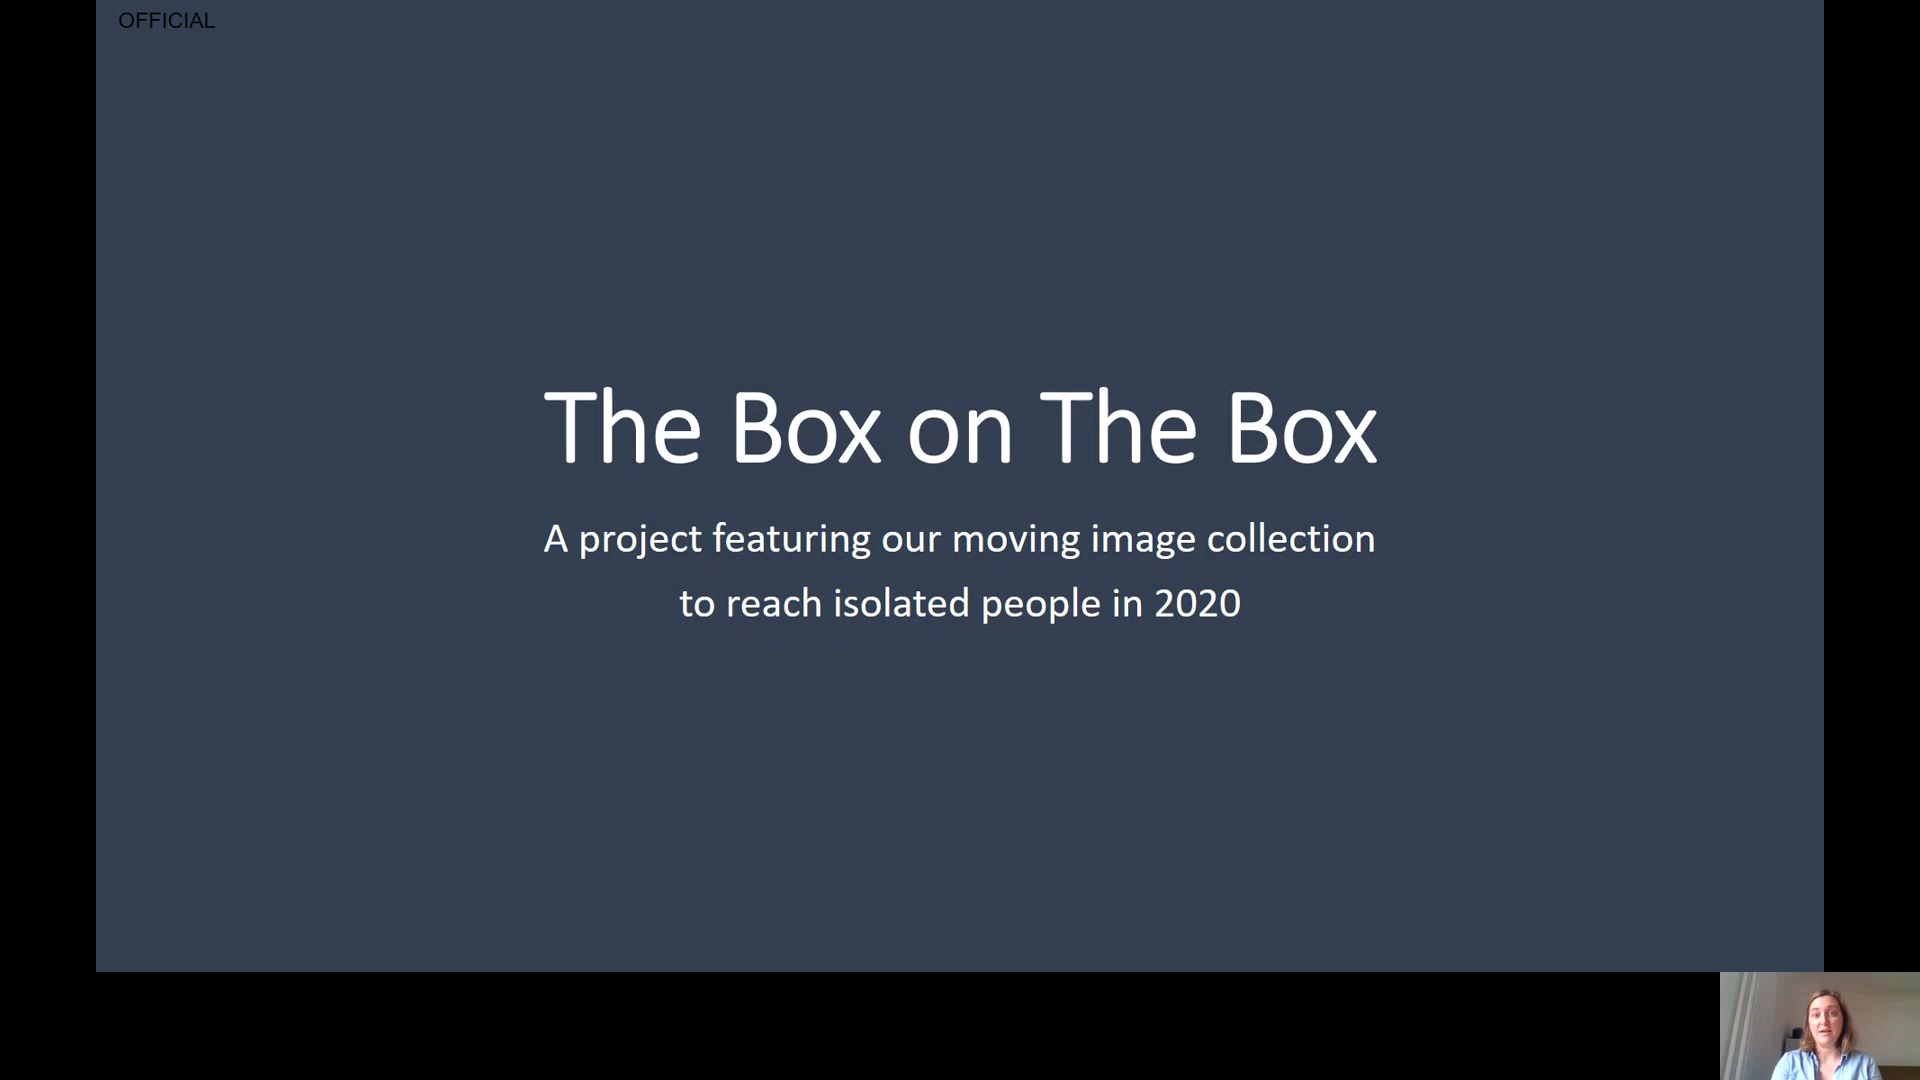 OFFICIAL
The Box on The Box
A project featuring our moving image collection
to reach isolated people in 2020